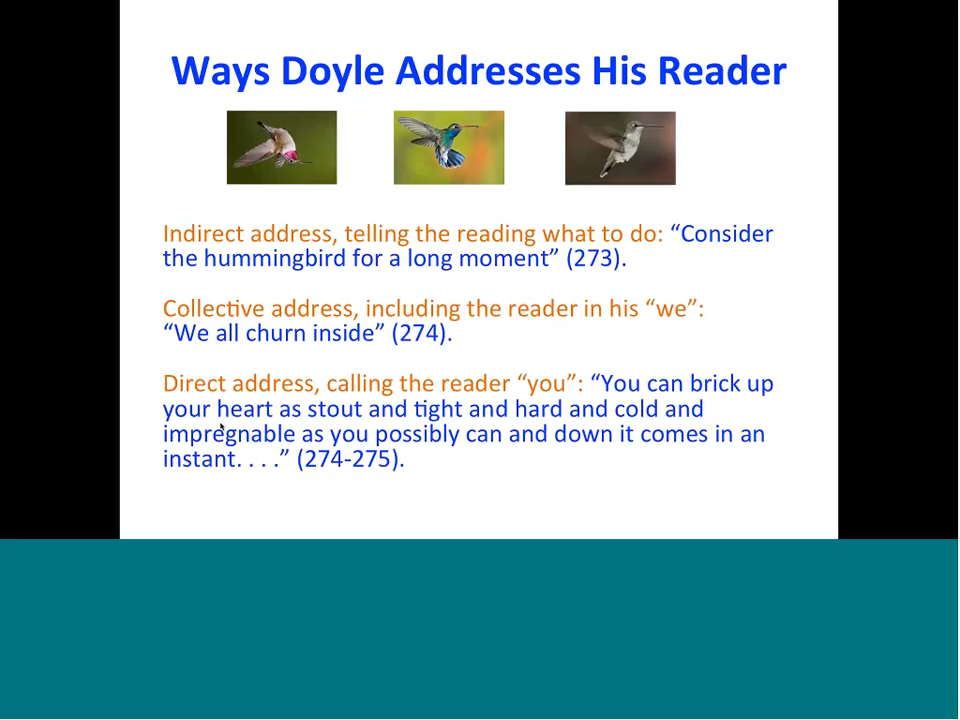 Ways Doyle Addresses His Reader
Indirect address, telling the reading what to do: “Consider
the hummingbird for a long moment” (273).
Collective address, including the reader in his “we”:
“We all churn inside” (274).
Direct address, calling the reader “you”: “You can brick up
your heart as stout and tight and hard and cold and
impregnable as you possibly can and down it comes in an
instant. . . .” (274-275).